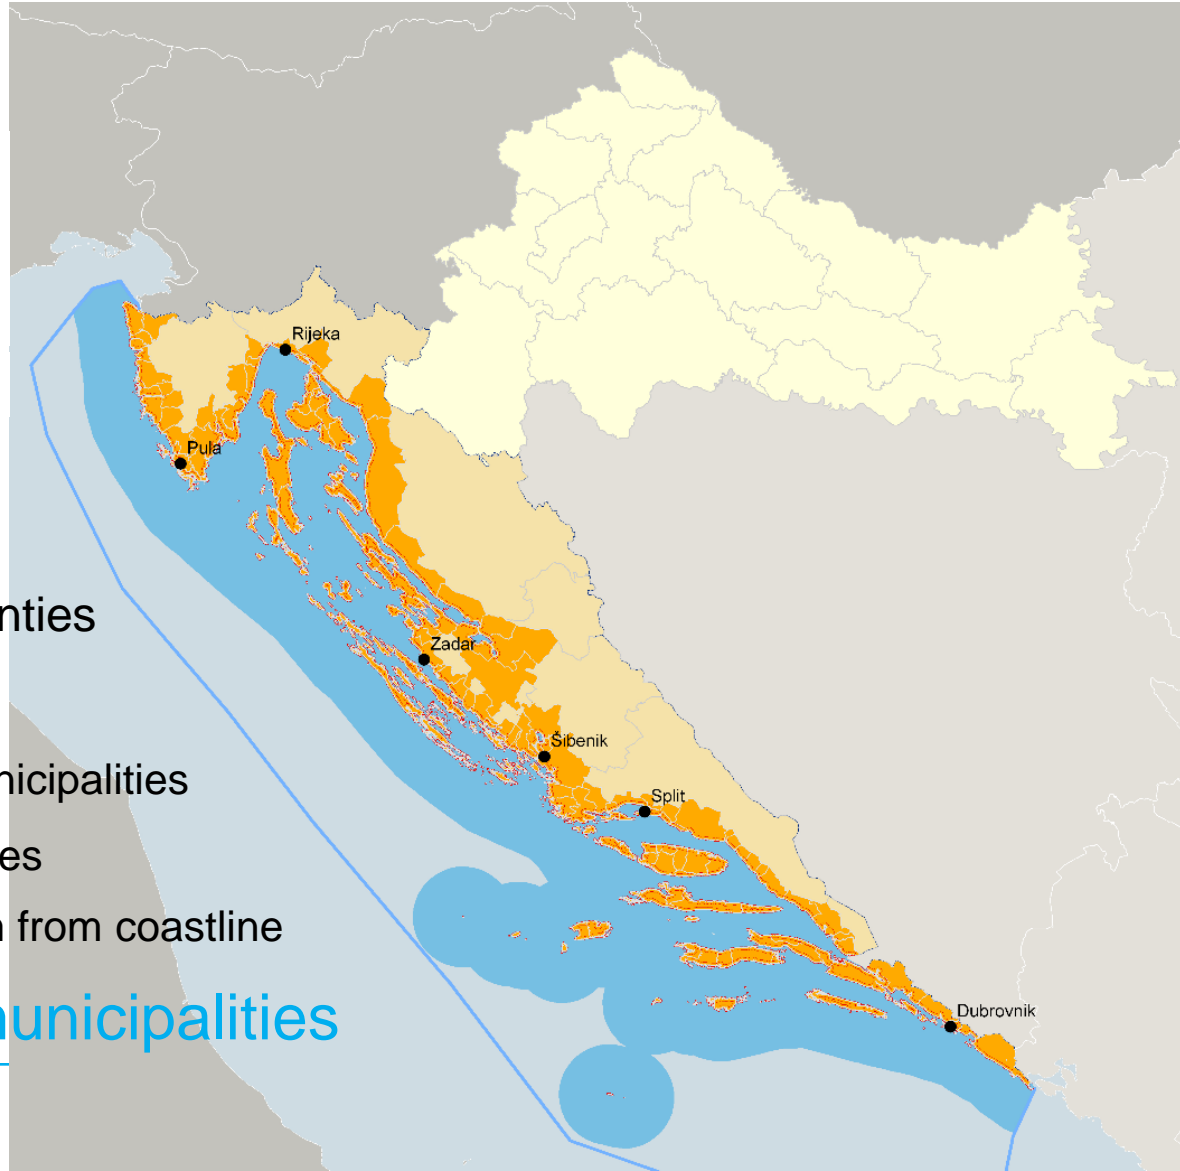 Rijeka
Pula
nties
Zadar
Šibenik
nicipalities
Split
es
from coastline
Dubrovnik
unicipalities